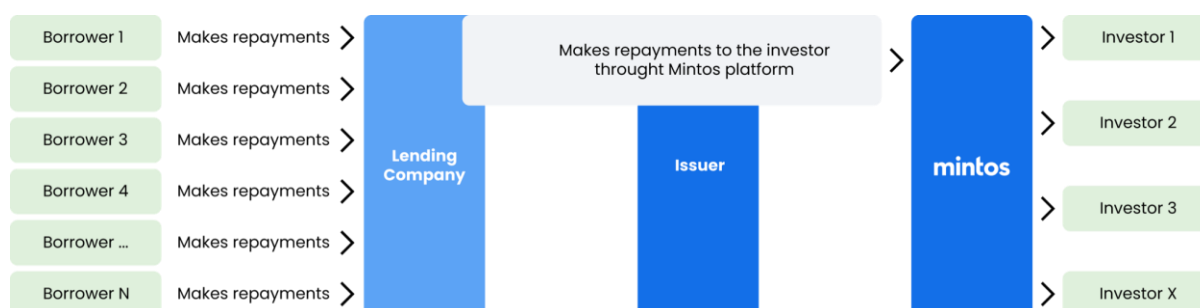 Borrower 1
Makes repayments
Borrower 2
Makes repayments
Borrower 3
Makes repayments
Borrower 4
Makes repayments
Borrower ...
Makes repayments
Borrower N
Makes repayments
Lending
Company
Makes repayments to the investor
throught Mintos platform
Issuer
mintos
Investor 1
Investor 2
Investor 3
Investor X